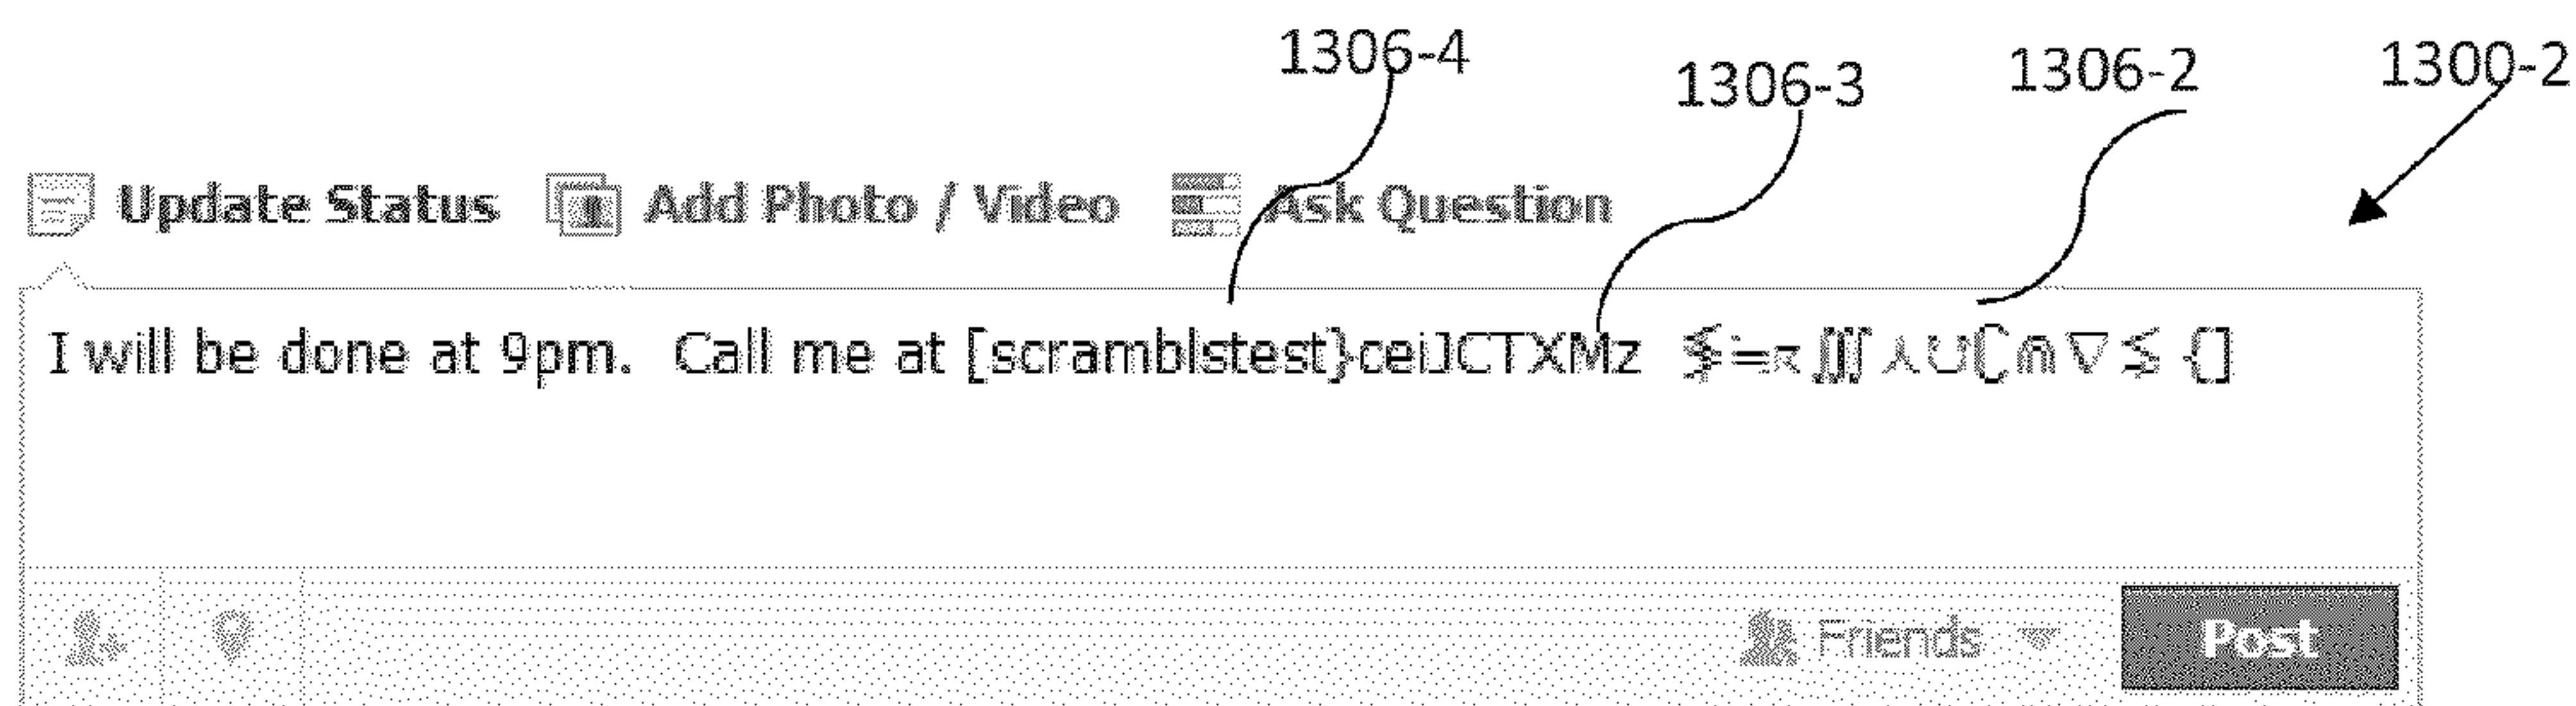 1306-4 1306-3 1306-2 1300-2
Update Status Add Photo / Video Ask Question
I will be done at 9pm. Call me at [scramblstest}ceiJCTXMz {]
Friends Post